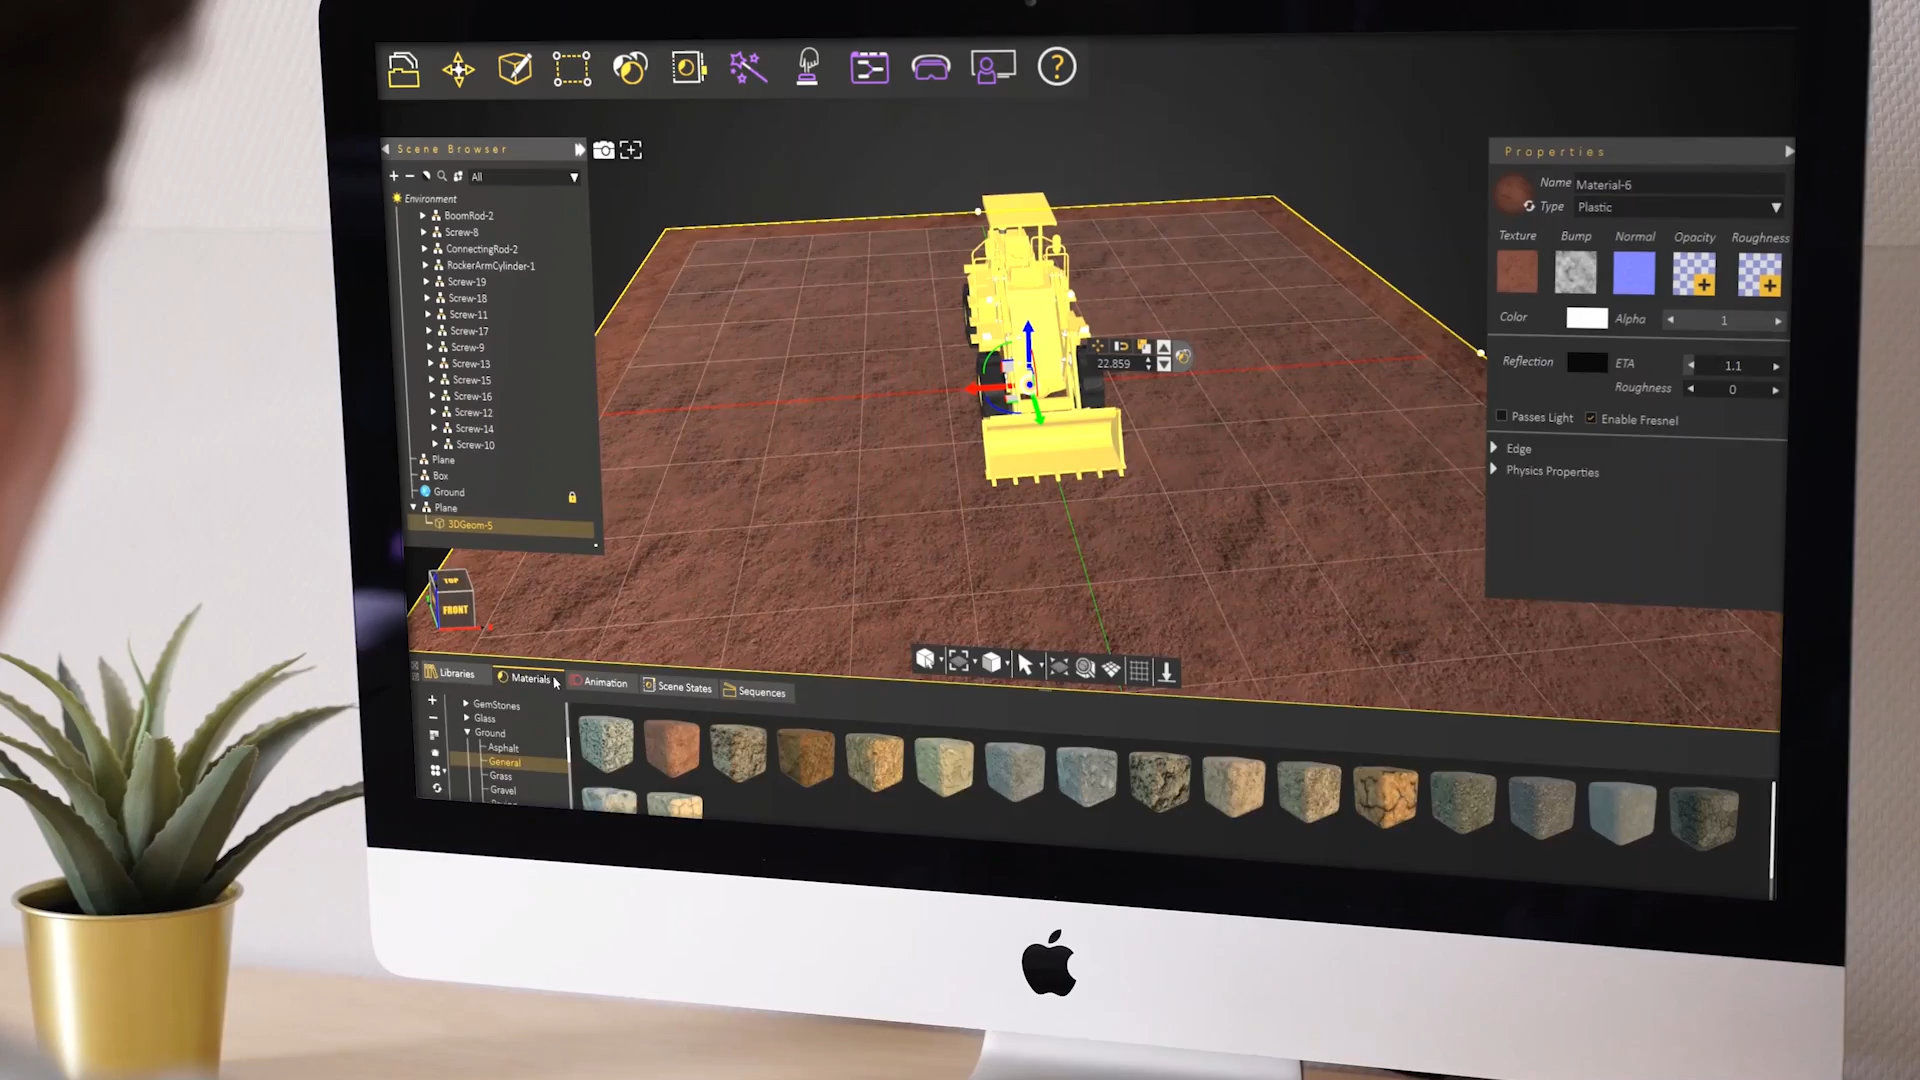 Scene Browser
All
Environment
BoomRod-2
Screw-8
ConnectingRod-2
RockerArmCylinder-1
Screw-19
Screw-18
Screw-11
Screw-17
Screw-9
Screw-13
Screw-15
Screw-16
Screw-12
Screw-14
Screw-10
Plane
Box
Ground
Plane
3DGeom-5
22.859
TOP
FRONT
Properties
Name Material-6
Type Plastic
Texture Bump Normal Opacity Roughness
Color Alpha 1
Reflection ETA 1.1
Roughness 0
Passes Light Enable Fresnel
Edge
Physics Properties
Libraries Materials Animation Scene States Sequences
GemStones
Glass
Ground
Asphalt
General
Grass
Gravel